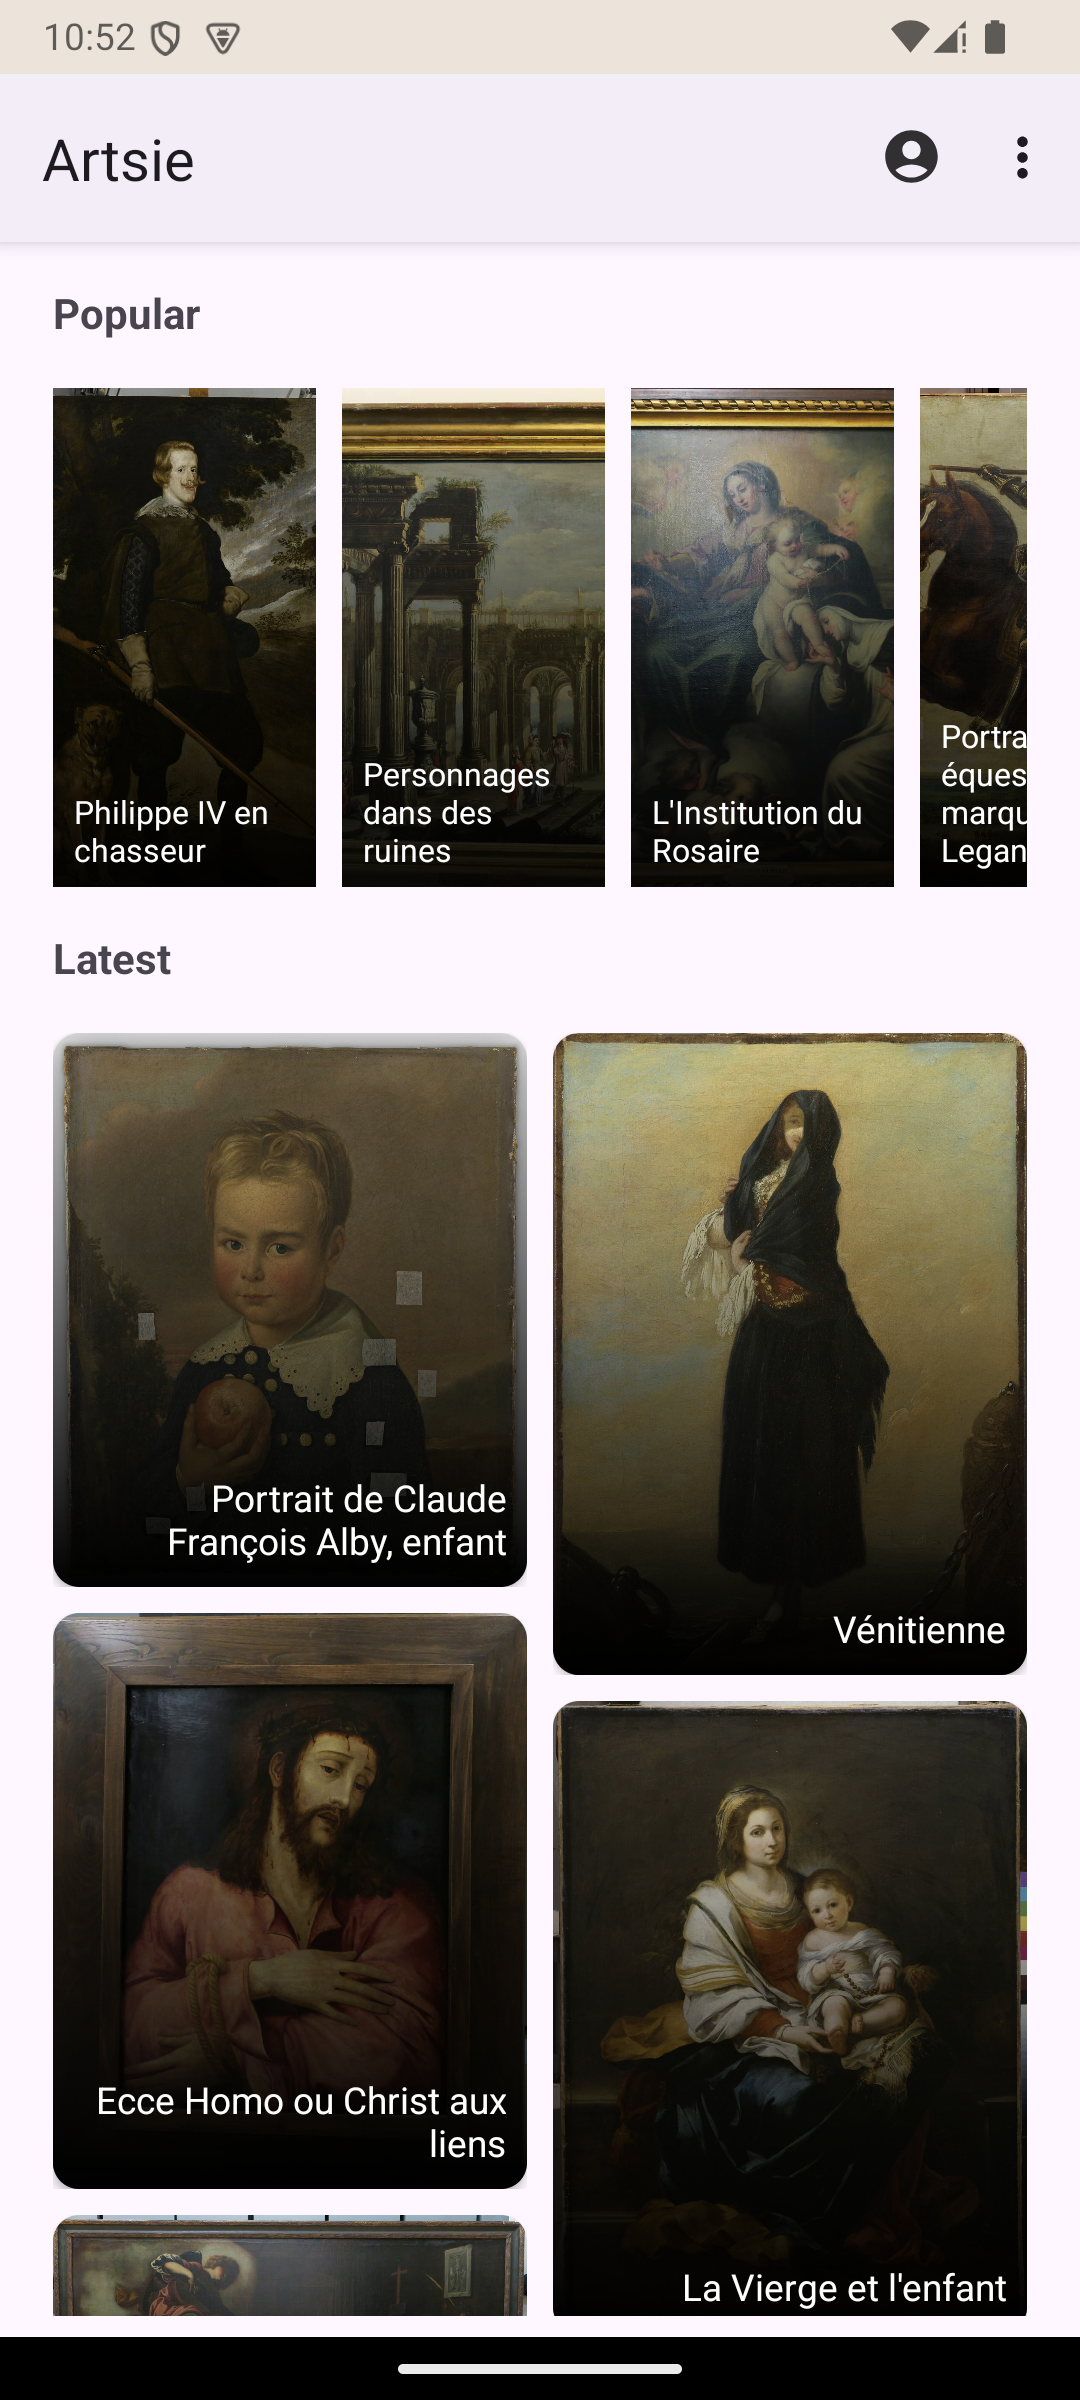 10:52
Artsie
Popular
Philippe IV en
chasseur
Personnages
dans des
ruines
L'Institution du
Rosaire
Portra
éques
marqu
Legan
Latest
Portrait de Claude
François Alby, enfant
Vénitienne
Ecce Homo ou Christ aux
liens
La Vierge et l'enfant